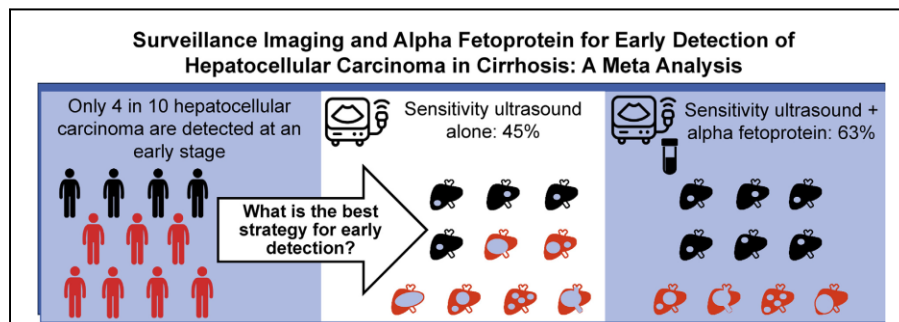 Surveillance Imaging and Alpha Fetoprotein for Early Detection of
Hepatocellular Carcinoma in Cirrhosis: A Meta Analysis
Only 4 in 10 hepatocellular
carcinoma are detected at an
early stage
What is the best
strategy for early
detection?
Sensitivity ultrasound
alone: 45%
Sensitivity ultrasound +
alpha fetoprotein: 63%